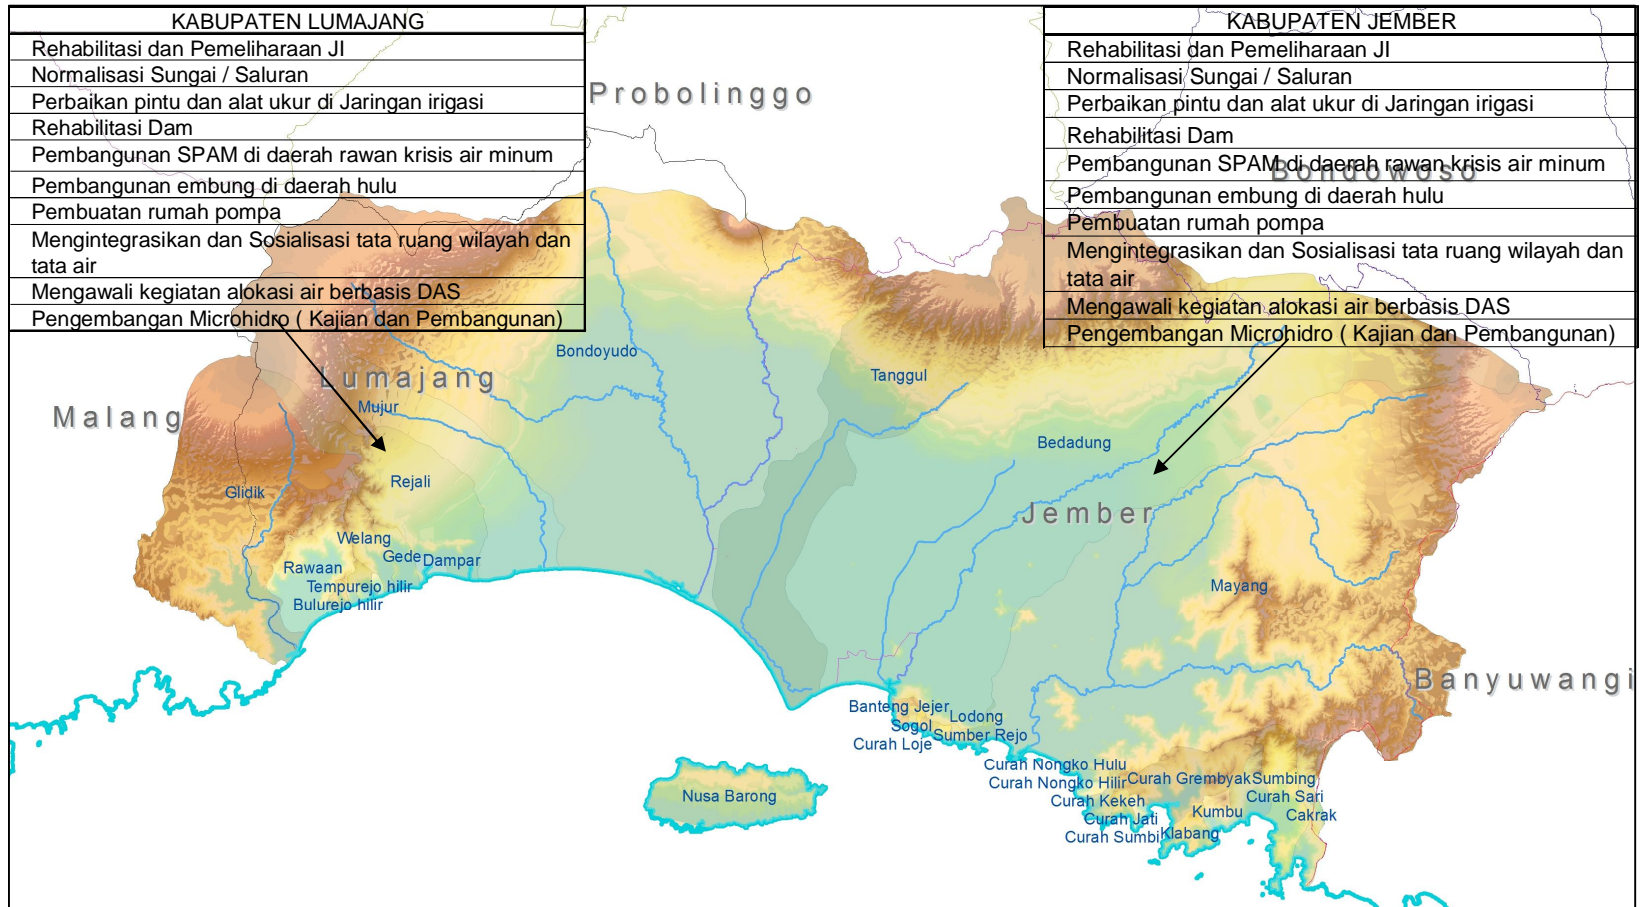 KABUPATEN LUMAJANG
Rehabilitasi dan Pemeliharaan JI
Normalisasi Sungai / Saluran
Perbaikan pintu dan alat ukur di Jaringan irigasi
Rehabilitasi Dam
Pembangunan SPAM di daerah rawan krisis air minum
Pembangunan embung di daerah hulu
Pembuatan rumah pompa
Mengintegrasikan dan Sosialisasi tata ruang wilayah dan
tata air
Mengawali kegiatan alokasi air berbasis DAS
Pengembangan Microhidro ( Kajian dan Pembangunan)
KABUPATEN JEMBER
Rehabilitasi dan Pemeliharaan JI
Normalisasi Sungai / Saluran
Perbaikan pintu dan alat ukur di Jaringan irigasi
Rehabilitasi Dam
Pembangunan SPAM di daerah rawan krisis air minum
Pembangunan embung di daerah hulu
Pembuatan rumah pompa
Mengintegrasikan dan Sosialisasi tata ruang wilayah dan
tata air
Mengawali kegiatan alokasi air berbasis DAS
Pengembangan Microhidro ( Kajian dan Pembangunan)
Probolinggo
Bondowoso
Bondoyudo
Lumajang
Tanggul
Malang
Mujur
Bedadung
Rejali
Glidik
Jember
Welang
Gede
Dampar
Rawaan
Tempurejo hilir
Bulurejo hilir
Mayang
Banyuwangi
Banteng Jejer
Lodong
Sogol
Sumber Rejo
Curah Loje
Curah Nongko Hulu
Curah Nongko Hilir
Curah Grembyak
Sumbing
Nusa Barong
Curah Kekeh
Curah Sari
Curah Jati
Kumbu
Cakrak
Curah Sumbi
Klabang